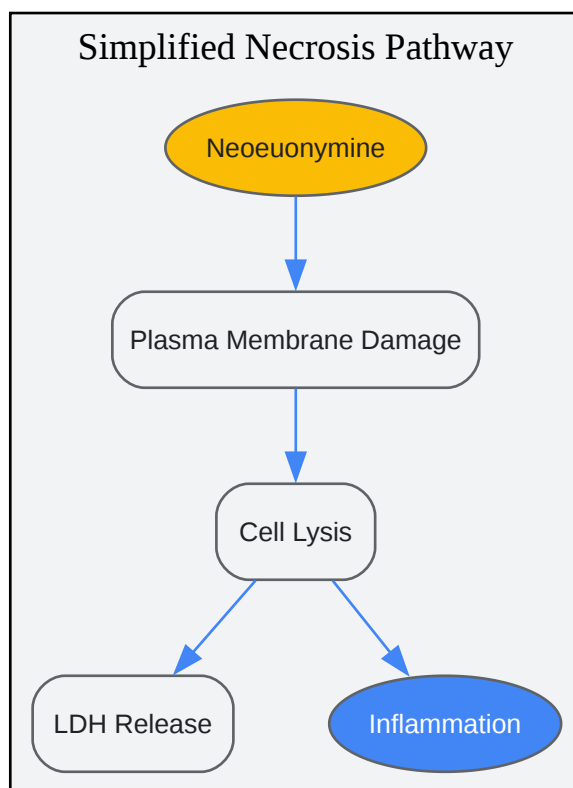 Simplified Necrosis Pathway
Neoeuonymine
Plasma Membrane Damage
Cell Lysis
LDH Release
Inflammation